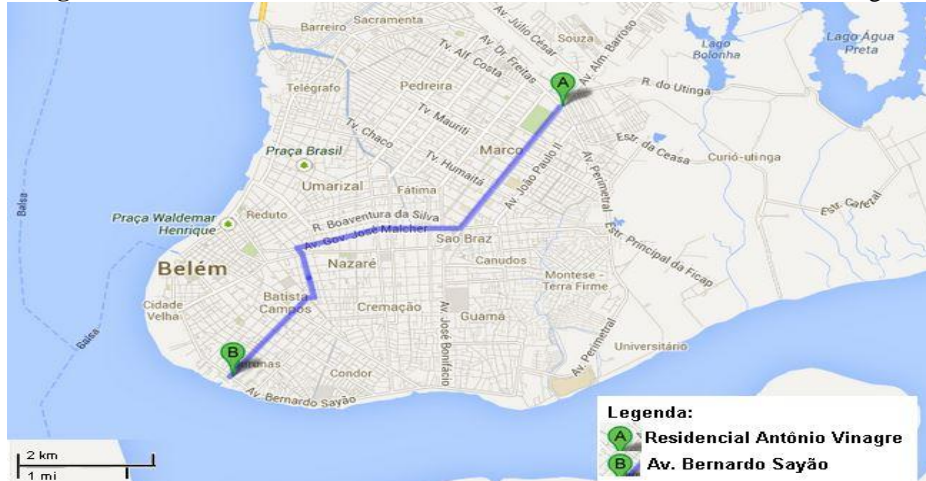 Barreiro
Sacramenta
Av. Júlio César
Souza
Av. Alm. Barroso
Lago
Bolonha
Lago Água
Preta
Av. Dr Freitas
Tv. Alf. Costa
Telégrafo
Pedreira
A
R. do Utinga
Tv. Mauriti
Tv. Chaco
Marco
Estr. da Ceasa
Curió-utinga
Praça Brasil
Tv. Humaitá
Av. João Paulo II
Av. Perimetral
Umarizal
Fátima
Balsa
Praça Waldemar
Henrique
Reduto
R. Boaventura da Silva
Av. Gov. José Malcher
Sao Braz
Estr. Cafezal
Estr. Principal da Ficap
Belém
Nazaré
Canudos
Montese -
Terra Firme
Cidade
Velha
Batista
Campos
Cremação
Guamá
Av. José Bonifácio
Balsa
B
Condor
Av. Perimetral
Universitário
Av. Bernardo Sayão
Legenda:
A Residencial Antônio Vinagre
B Av. Bernardo Sayão
2 km
1 mi